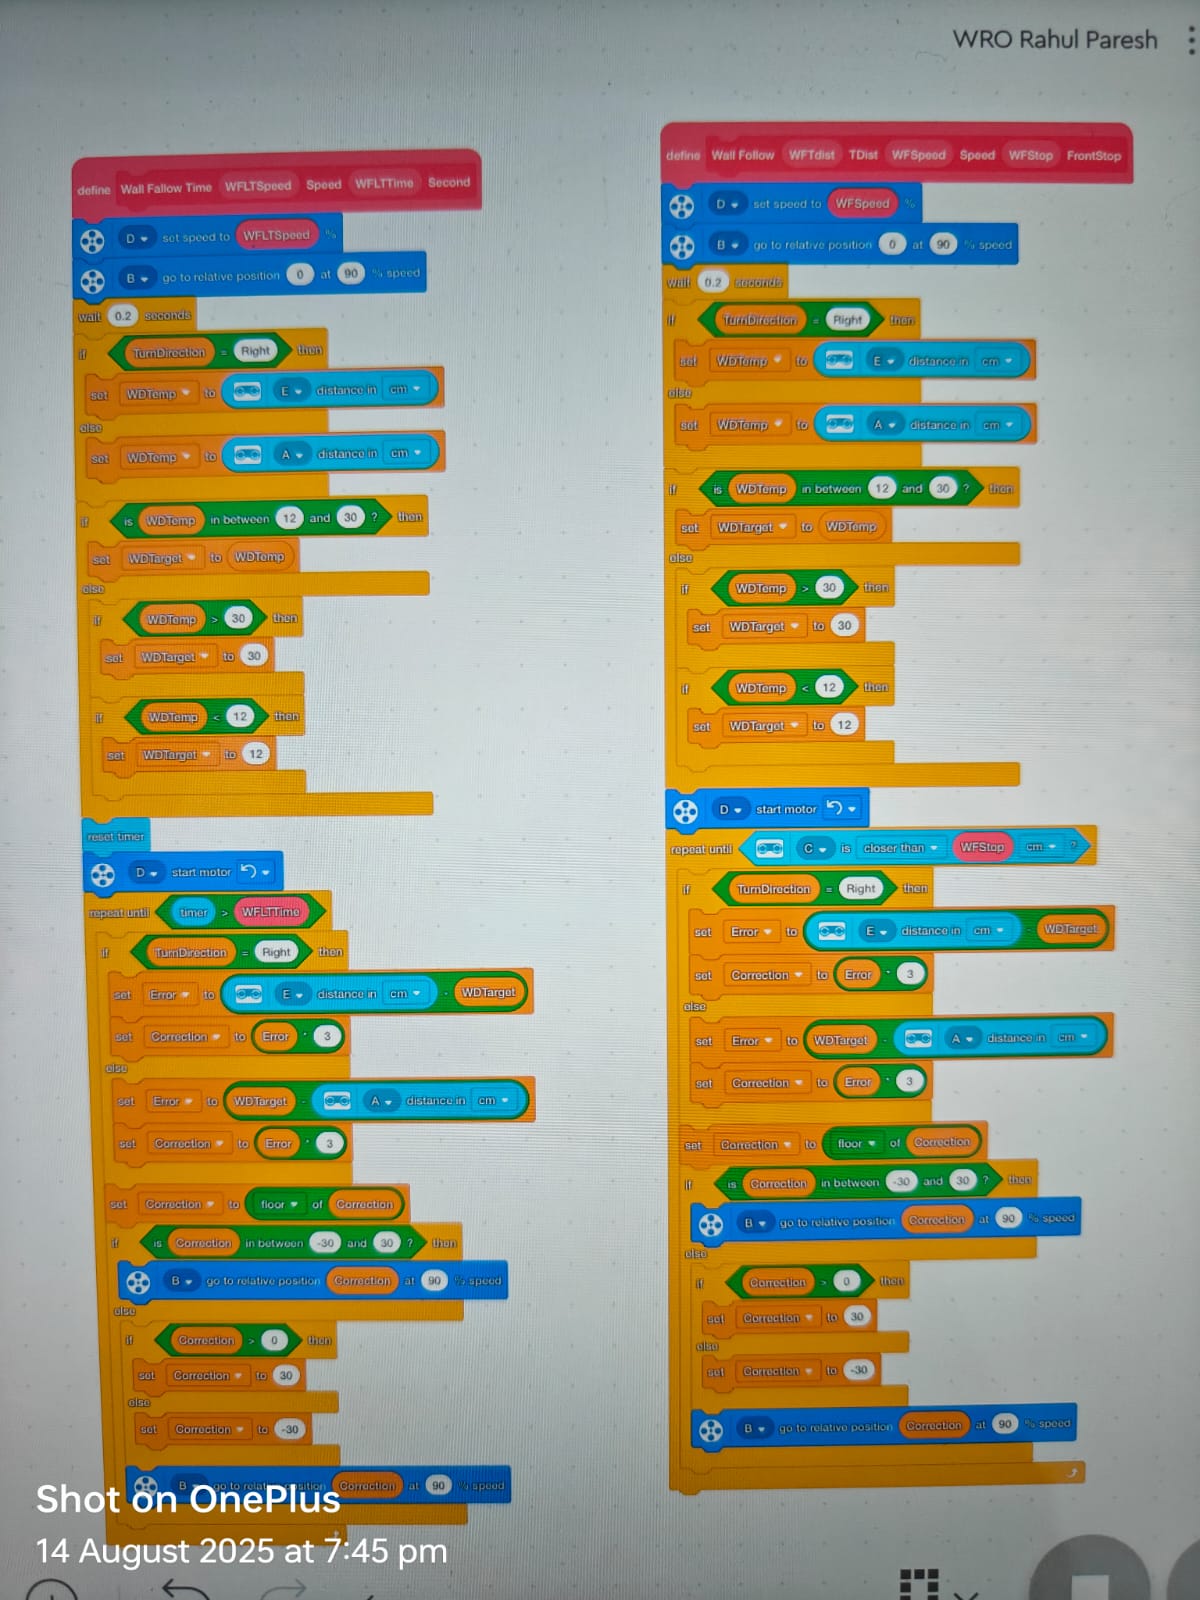 WRO Rahul Paresh
define Wall Fallow Time WFLTSpeed Speed WFLTTime Second
D set speed to WFLTSpeed %
B go to relative position 0 at 90 % speed
wait 0.2 seconds
if TurnDirection = Right then
set WDTemp to E distance in cm
else
set WDTemp to A distance in cm
if is WDTemp in between 12 and 30 ? then
set WDTarget to WDTemp
else
if WDTemp > 30 then
set WDTarget to 30
if WDTemp < 12 then
set WDTarget to 12
reset timer
D start motor
repeat until timer > WFLTTime
if TurnDirection = Right then
set Error to E distance in cm - WDTarget
set Correction to Error * 3
else
set Error to WDTarget - A distance in cm
set Correction to Error * 3
set Correction to floor of Correction
if is Correction in between -30 and 30 ? then
B go to relative position Correction at 90 % speed
else
if Correction > 0 then
set Correction to 30
else
set Correction to -30
B go to relative position Correction at 90 % speed
define Wall Follow WFTdist TDist WFSpeed Speed WFStop FrontStop
D set speed to WFSpeed %
B go to relative position 0 at 90 % speed
wait 0.2 seconds
if TurnDirection = Right then
set WDTemp to E distance in cm
else
set WDTemp to A distance in cm
if is WDTemp in between 12 and 30 ? then
set WDTarget to WDTemp
else
if WDTemp > 30 then
set WDTarget to 30
if WDTemp < 12 then
set WDTarget to 12
D start motor
repeat until C is closer than WFStop cm ?
if TurnDirection = Right then
set Error to E distance in cm - WDTarget
set Correction to Error * 3
else
set Error to WDTarget - A distance in cm
set Correction to Error * 3
set Correction to floor of Correction
if is Correction in between -30 and 30 ? then
B go to relative position Correction at 90 % speed
else
if Correction > 0 then
set Correction to 30
else
set Correction to -30
B go to relative position Correction at 90 % speed
Shot on OnePlus
14 August 2025 at 7:45 pm